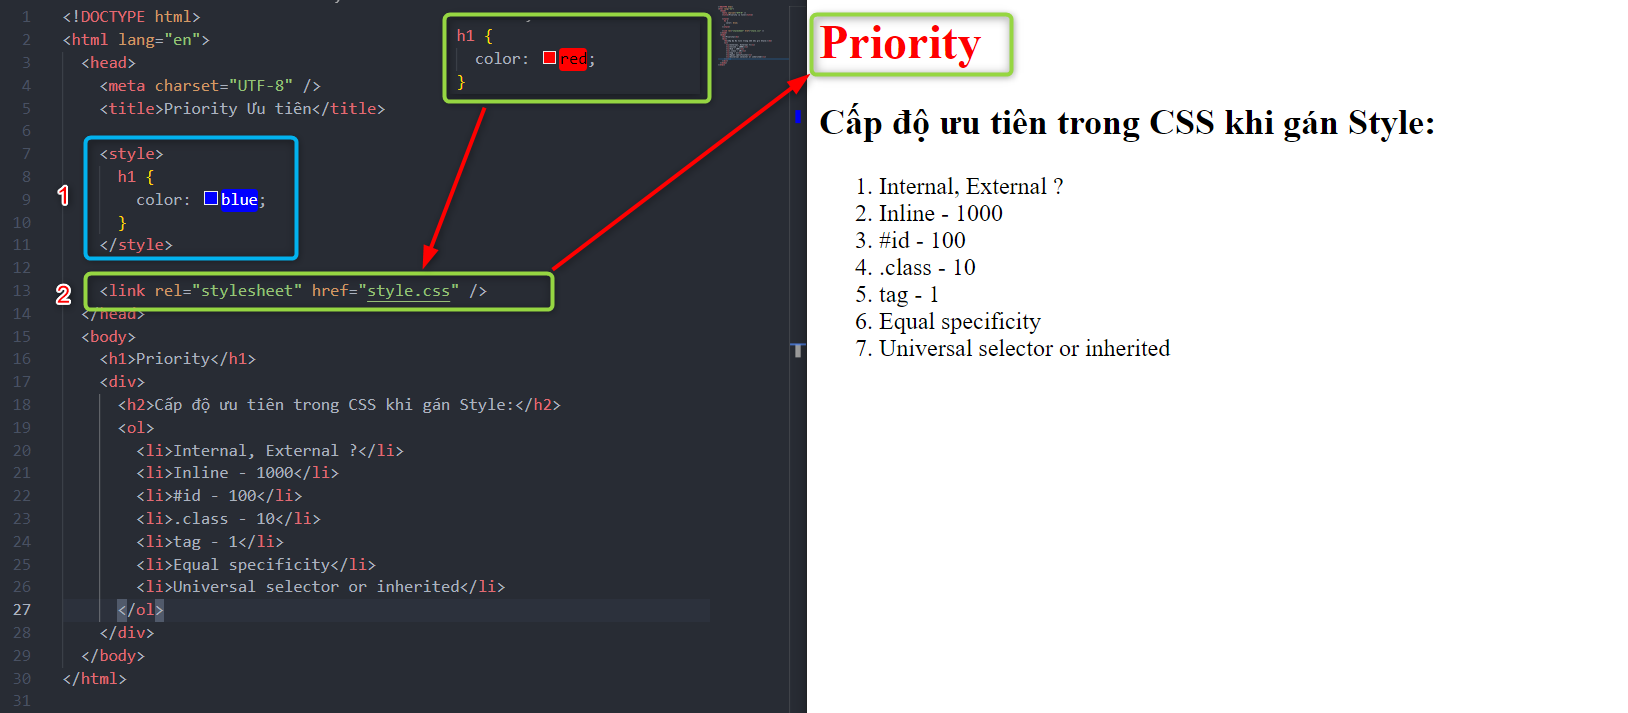 1 <!DOCTYPE html>
2 <html lang="en">
3 <head>
4 <meta charset="UTF-8" />
5 <title>Priority Ưu tiên</title>
6
7 <style>
8 h1 {
9 color: blue;
10 }
11 </style>
12
13 <link rel="stylesheet" href="style.css" />
14 </head>
15 <body>
16 <h1>Priority</h1>
17 <div>
18 <h2>Cấp độ ưu tiên trong CSS khi gán Style:</h2>
19 <ol>
20 <li>Internal, External ?</li>
21 <li>Inline - 1000</li>
22 <li>#id - 100</li>
23 <li>.class - 10</li>
24 <li>tag - 1</li>
25 <li>Equal specificity</li>
26 <li>Universal selector or inherited</li>
27 </ol>
28 </div>
29 </body>
30 </html>
31
1
2
h1 {
color: red;
}
Priority
Cấp độ ưu tiên trong CSS khi gán Style:
1. Internal, External ?
2. Inline - 1000
3. #id - 100
4. .class - 10
5. tag - 1
6. Equal specificity
7. Universal selector or inherited